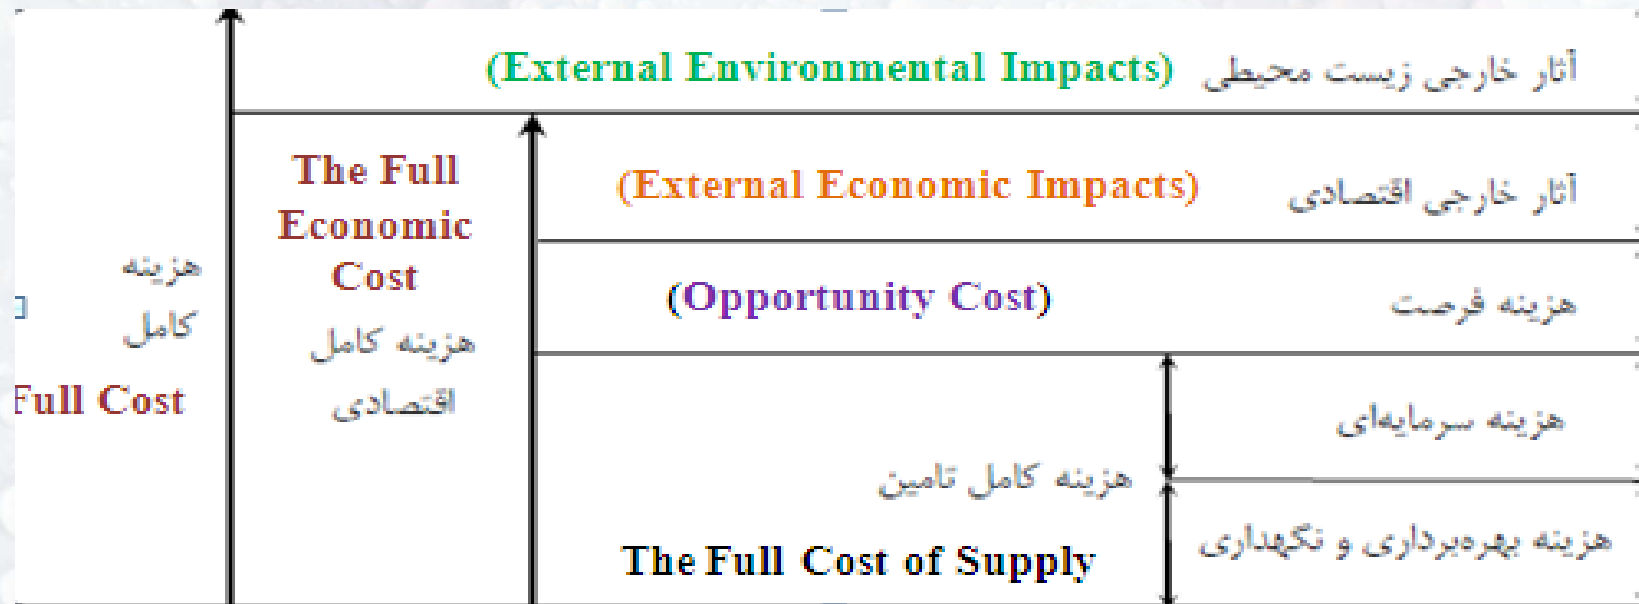 (External Environmental Impacts) آثار خارجی زیست محیطی
The Full
Economic
Cost
هزینه کامل
اقتصادی
(External Economic Impacts) آثار خارجی اقتصادی
هزینه
کامل
Full Cost
(Opportunity Cost) هزینه فرصت
هزینه سرمایه‌ای
هزینه کامل تامین
The Full Cost of Supply
هزینه بهره‌برداری و نگهداری